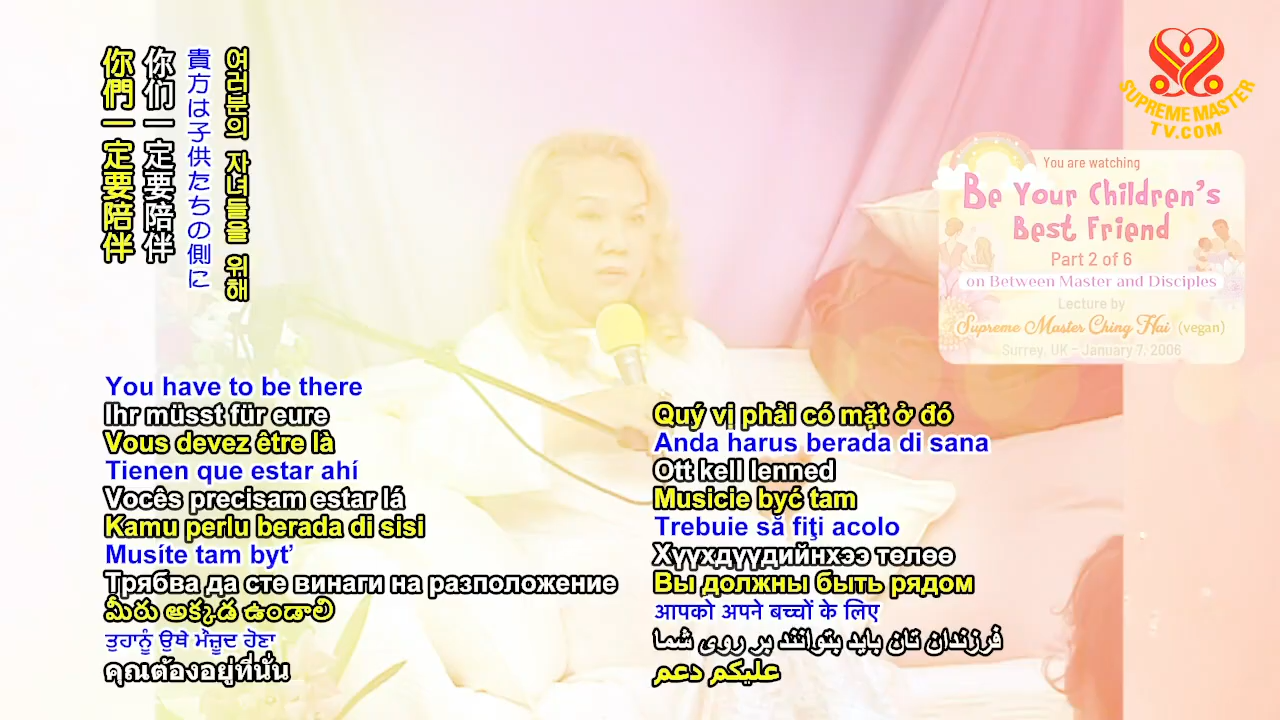 你們一定要陪伴
你们一定要陪伴
貴方は子供たちの側に
여러분의 자녀들을 위해
SUPREME MASTER
TV.COM
You are watching
Be Your Children's
Best Friend
Part 2 of 6
on Between Master and Disciples
Lecture by
Supreme Master Ching Hai (vegan)
Surrey, UK - January 7, 2006
You have to be there
Ihr müsst für eure
Vous devez être là
Tienen que estar ahí
Vocês precisam estar lá
Kamu perlu berada di sisi
Musíte tam byť
Трябва да сте винаги на разположение
మీరు అక్కడ ఉండాలి
ਤੁਹਾਨੂੰ ਉਥੇ ਮੌਜੂਦ ਹੋਣਾ
คุณต้องอยู่ที่นั่น
Quý vị phải có mặt ở đó
Anda harus berada di sana
Ott kell lenned
Musicie być tam
Trebuie să fiţi acolo
Хүүхдүүдийнхээ төлөө
Вы должны быть рядом
आपको अपने बच्चों के लिए
فرزندان تان باید بتوانند بر روی شما
عليكم دعم